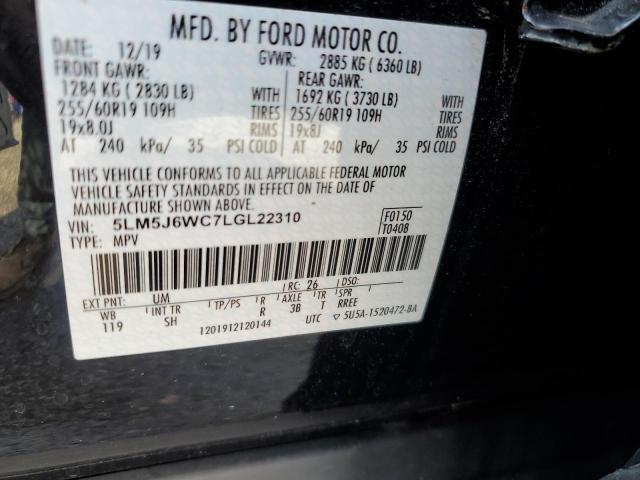 MFD. BY FORD MOTOR CO.
DATE: 12/19 GVWR: 2885 KG ( 6360 LB)
FRONT GAWR: REAR GAWR:
1284 KG ( 2830 LB) WITH 1692 KG ( 3730 LB) WITH
255/60R19 109H TIRES 255/60R19 109H TIRES
19x8.0J RIMS 19x8J RIMS
AT 240 kPa/ 35 PSI COLD AT 240 kPa/ 35 PSI COLD
THIS VEHICLE CONFORMS TO ALL APPLICABLE FEDERAL MOTOR
VEHICLE SAFETY STANDARDS IN EFFECT ON THE DATE OF
MANUFACTURE SHOWN ABOVE.
VIN: 5LM5J6WC7LGL22310 F0150
TYPE: MPV T0408
EXT PNT: UM RC: 26 DSO:
WB INT TR TP/PS R AXLE TR SPR
119 SH R 3B T RREE
1201912120144 UTC ▽ 5U5A-1520472-BA